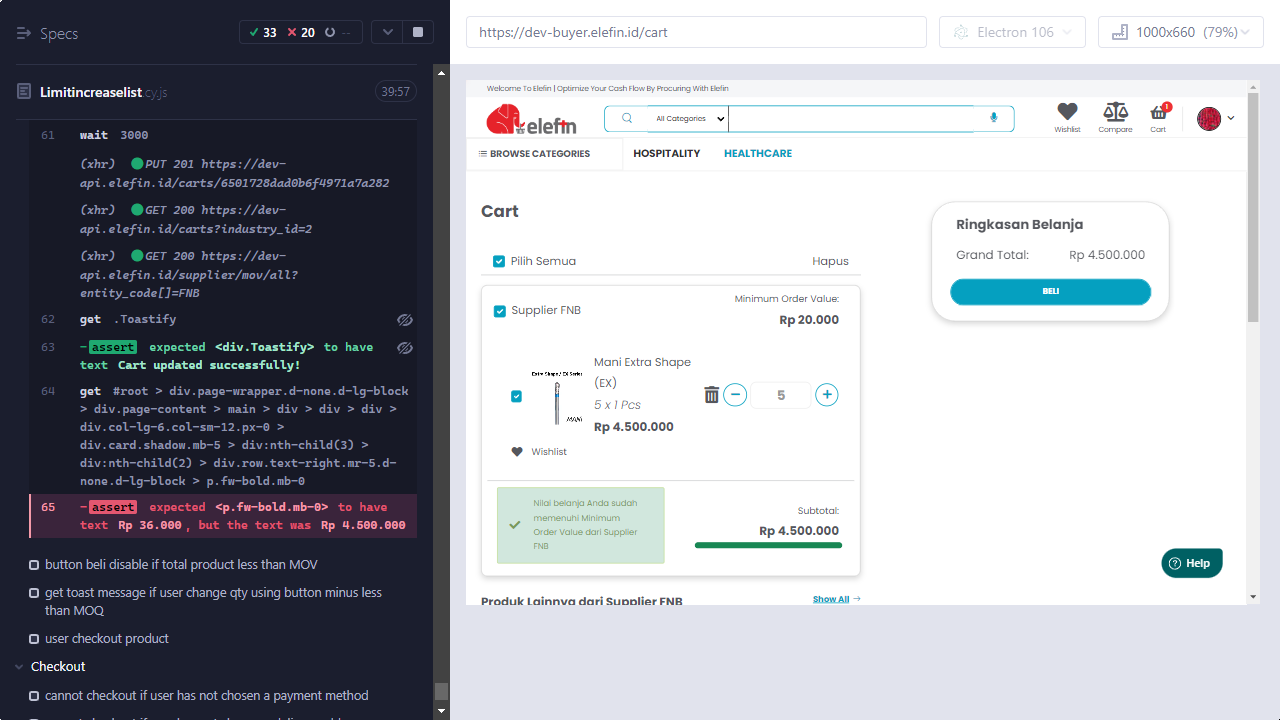 Specs
33
20
--
Limitincreaselist.cy.js
39:57
61 wait 3000
(xhr) PUT 201 https://dev-
api.elefin.id/carts/6501728dad0b6f4971a7a282
(xhr) GET 200 https://dev-
api.elefin.id/carts?industry_id=2
(xhr) GET 200 https://dev-
api.elefin.id/supplier/mov/all?
entity_code[]=FNB
62 get .Toastify
63 -assert expected <div.Toastify> to have
text Cart updated successfully!
64 get #root > div.page-wrapper.d-none.d-lg-block
> div.page-content > main > div > div > div >
div.col-lg-6.col-sm-12.px-0 >
div.card.shadow.mb-5 > div:nth-child(3) >
div:nth-child(2) > div.row.text-right.mr-5.d-
none.d-lg-block > p.fw-bold.mb-0
65 -assert expected <p.fw-bold.mb-0> to have
text Rp 36.000, but the text was Rp 4.500.000
button beli disable if total product less than MOV
get toast message if user change qty using button minus less
than MOQ
user checkout product
Checkout
cannot checkout if user has not chosen a payment method
https://dev-buyer.elefin.id/cart
Electron 106
1000x660 (79%)
Welcome To Elefin | Optimize Your Cash Flow By Procuring With Elefin
elefin
All Categories
Wishlist
Compare
1
Cart
BROWSE CATEGORIES
HOSPITALITY
HEALTHCARE
Cart
Pilih Semua
Hapus
Supplier FNB
Minimum Order Value:
Rp 20.000
Extra Shape / EX Series
MANI
Mani Extra Shape
(EX)
5 x 1 Pcs
Rp 4.500.000
5
Wishlist
Nilai belanja Anda sudah
memenuhi Minimum
Order Value dari Supplier
FNB
Subtotal:
Rp 4.500.000
Produk Lainnya dari Supplier FNB
Show All
Ringkasan Belanja
Grand Total:
Rp 4.500.000
BELI
Help